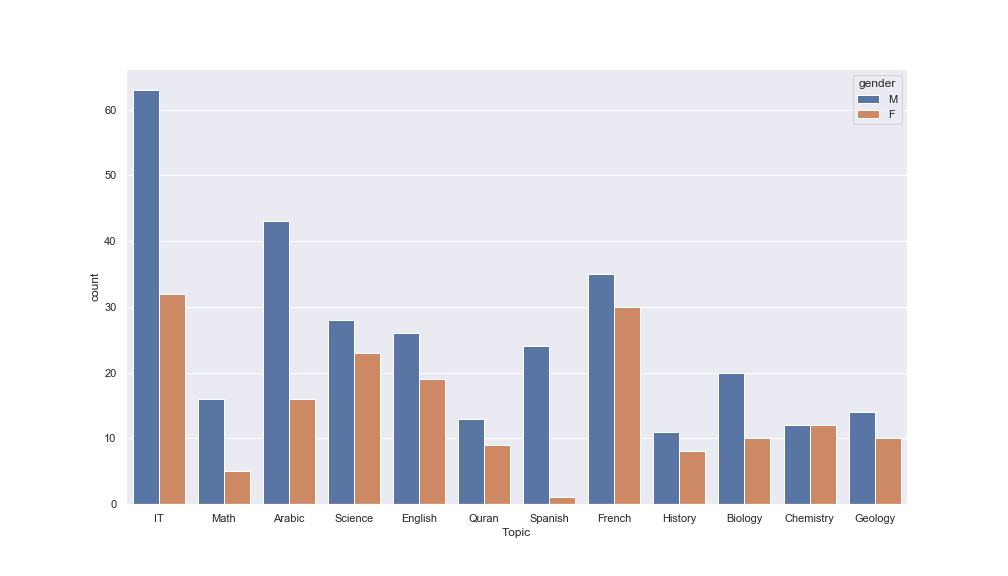 gender
M
F
60
50
40
30
20
10
0
count
IT Math Arabic Science English Quran Spanish French History Biology Chemistry Geology
Topic